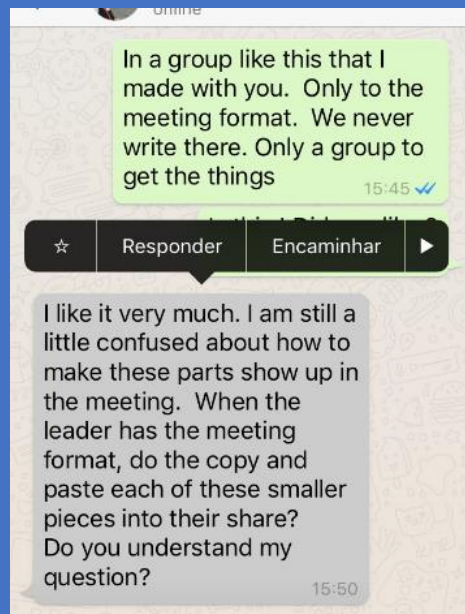 online
In a group like this that I
made with you.  Only to the
meeting format.  We never
write there. Only a group to
get the things
15:45
☆ Responder Encaminhar ▶
I like it very much. I am still a
little confused about how to
make these parts show up in
the meeting.  When the
leader has the meeting
format, do the copy and
paste each of these smaller
pieces into their share?
Do you understand my
question?
15:50